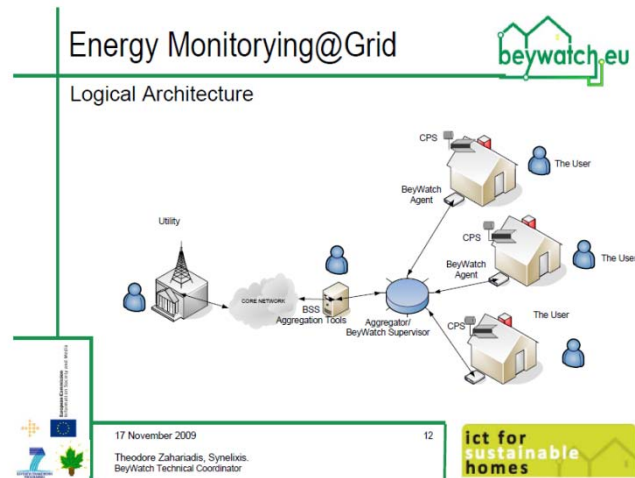 Energy Monitorying@Grid
beywatch.eu
Logical Architecture
CPS
The User
BeyWatch
Agent
Utility
CPS
The User
BeyWatch
Agent
CORE NETWORK
BSS
Aggregation Tools
Aggregator/
BeyWatch Supervisor
CPS
The User
European Commission
17 November 2009
12
Theodore Zahariadis, Synelixis.
BeyWatch Technical Coordinator
ict for
sustainable
homes